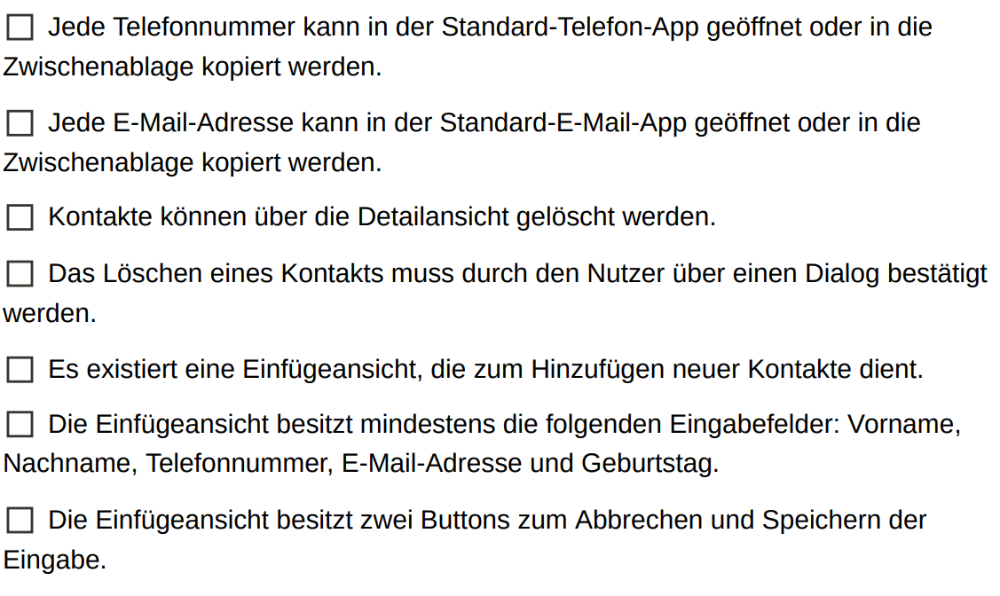 Jede Telefonnummer kann in der Standard-Telefon-App geöffnet oder in die
Zwischenablage kopiert werden.
Jede E-Mail-Adresse kann in der Standard-E-Mail-App geöffnet oder in die
Zwischenablage kopiert werden.
Kontakte können über die Detailansicht gelöscht werden.
Das Löschen eines Kontakts muss durch den Nutzer über einen Dialog bestätigt
werden.
Es existiert eine Einfügeansicht, die zum Hinzufügen neuer Kontakte dient.
Die Einfügeansicht besitzt mindestens die folgenden Eingabefelder: Vorname,
Nachname, Telefonnummer, E-Mail-Adresse und Geburtstag.
Die Einfügeansicht besitzt zwei Buttons zum Abbrechen und Speichern der
Eingabe.